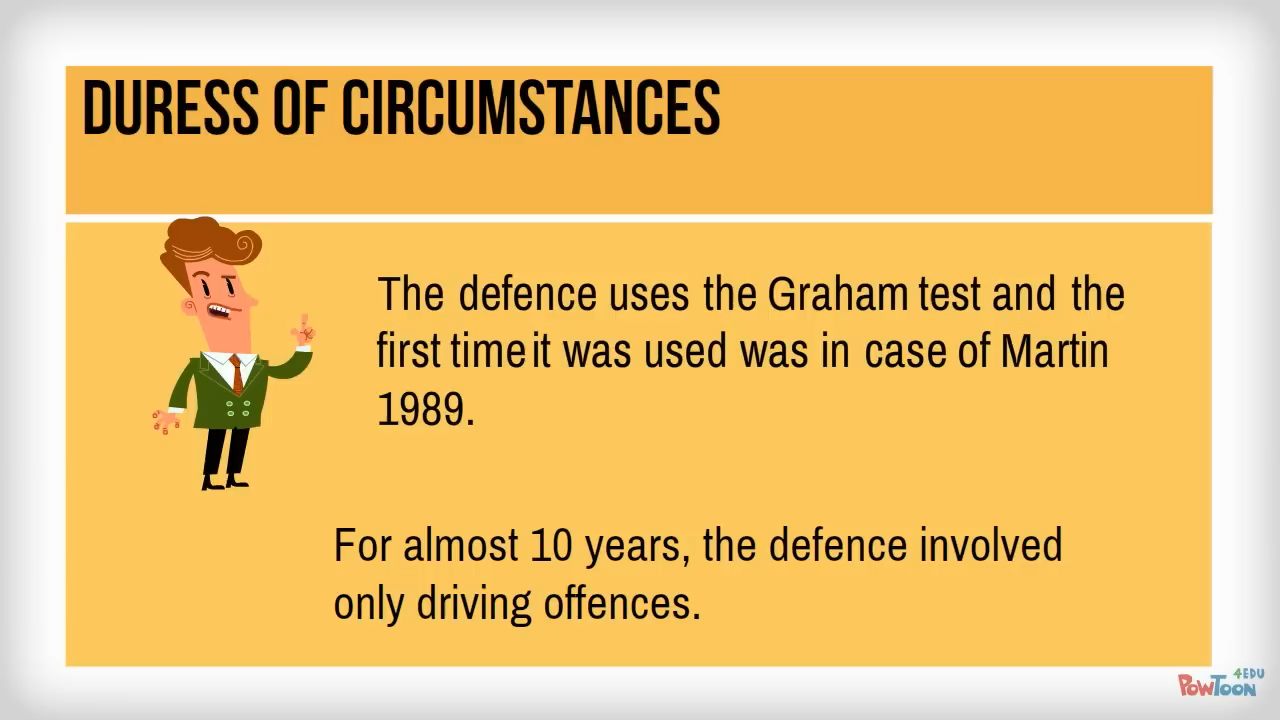 DURESS OF CIRCUMSTANCES
The defence uses the Graham test and the
first time it was used was in case of Martin
1989.
For almost 10 years, the defence involved
only driving offences.
4EDU
PowToon